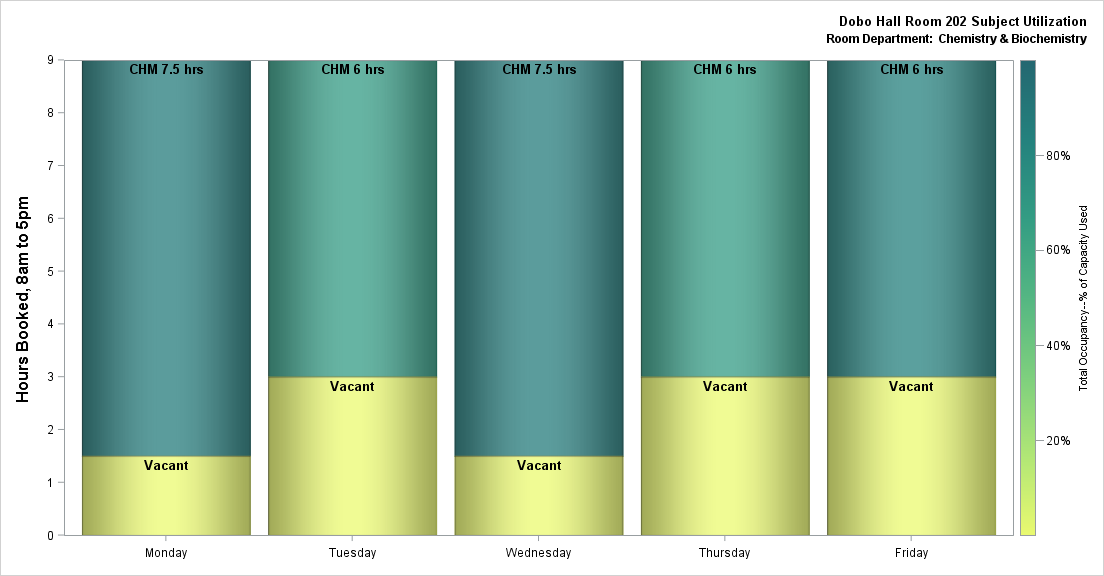 Dobo Hall Room 202 Subject Utilization
Room Department: Chemistry & Biochemistry
Hours Booked, 8am to 5pm
9
8
7
6
5
4
3
2
1
0
CHM 7.5 hrs
Vacant
CHM 6 hrs
Vacant
CHM 7.5 hrs
Vacant
CHM 6 hrs
Vacant
CHM 6 hrs
Vacant
Monday
Tuesday
Wednesday
Thursday
Friday
80%
60%
40%
20%
Total Occupancy--% of Capacity Used